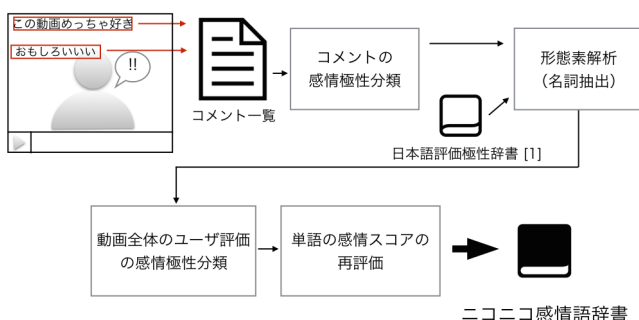 この動画めっちゃ好き
おもしろいいい
!!
コメント一覧
コメントの
感情極性分類
形態素解析
（名詞抽出）
日本語評価極性辞書 [1]
動画全体のユーザ評価
の感情極性分類
単語の感情スコアの
再評価
ニコニコ感情語辞書